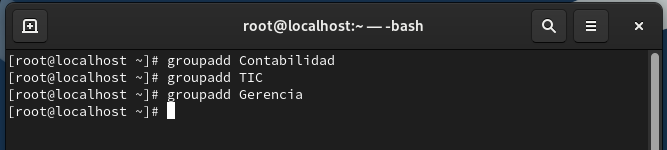 root@localhost:~ — -bash
[root@localhost ~]# groupadd Contabilidad
[root@localhost ~]# groupadd TIC
[root@localhost ~]# groupadd Gerencia
[root@localhost ~]#